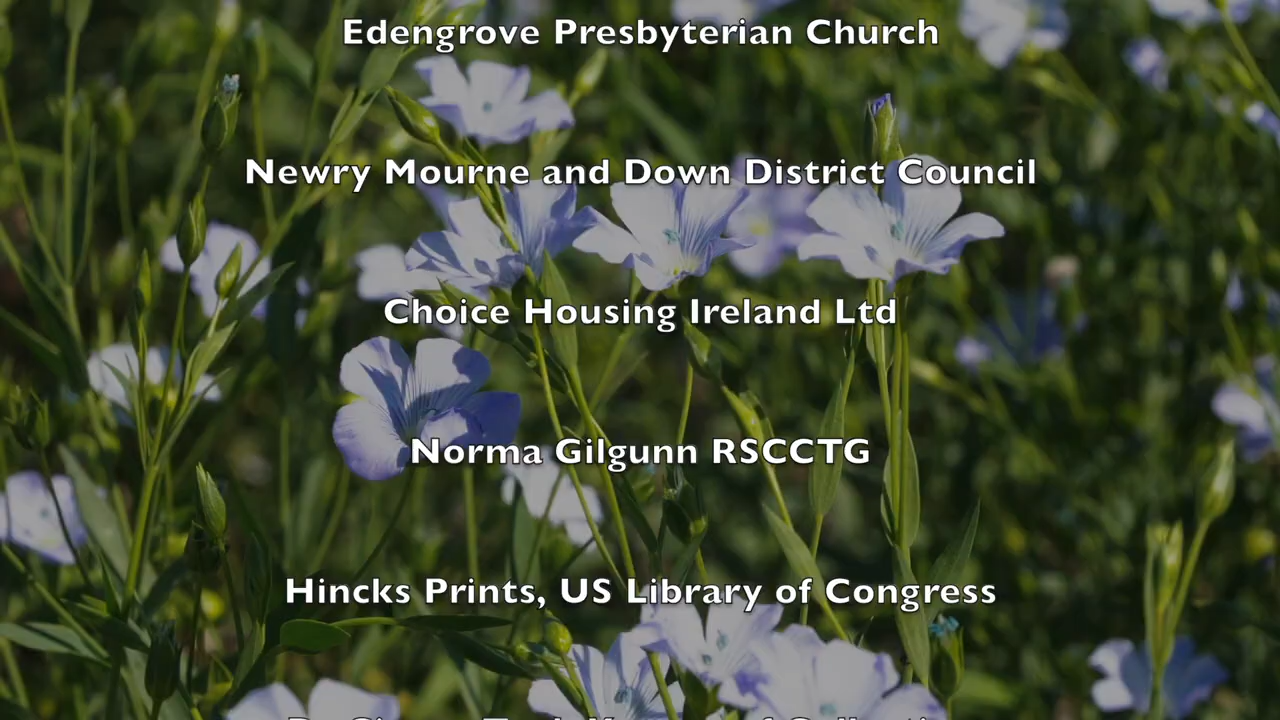 Edengrove Presbyterian Church
Newry Mourne and Down District Council
Choice Housing Ireland Ltd
Norma Gilgunn RSCCTG
Hincks Prints, US Library of Congress